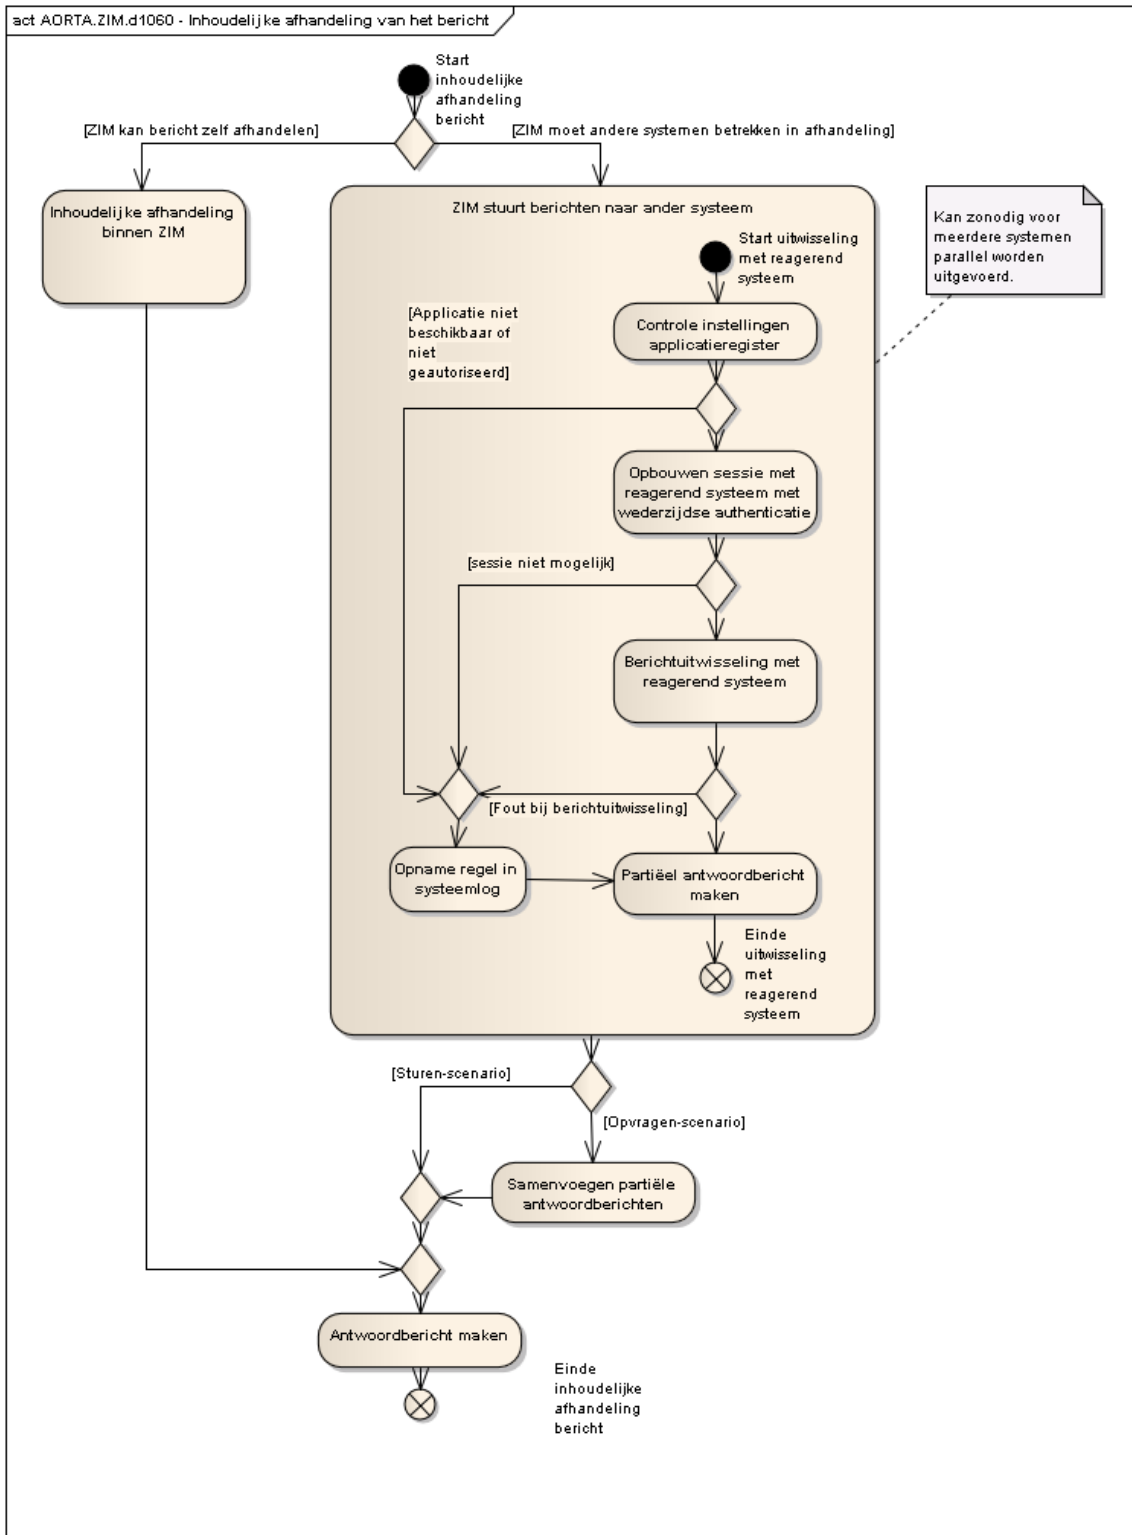 act AORTA.ZIM.d1060 - Inhoudelijke afhandeling van het bericht
Start
inhoudelijke
afhandeling
bericht
[ZIM kan bericht zelf afhandelen]
[ZIM moet andere systemen betrekken in afhandeling]
Inhoudelijke afhandeling
binnen ZIM
ZIM stuurt berichten naar ander systeem
Kan zonodig voor
meerdere systemen
parallel worden
uitgevoerd.
Start uitwisseling
met reagerend
systeem
[Applicatie niet
beschikbaar of
niet
geautoriseerd]
Controle instellingen
applicatieregister
Opbouwen sessie met
reagerend systeem met
wederzijdse authenticatie
[sessie niet mogelijk]
Berichtuitwisseling met
reagerend systeem
[Fout bij berichtuitwisseling]
Opname regel in
systeemlog
Partiëel antwoordbericht
maken
Einde
uitwisseling
met
reagerend
systeem
[Sturen-scenario]
[Opvragen-scenario]
Samenvoegen partiële
antwoordberichten
Antwoordbericht maken
Einde
inhoudelijke
afhandeling
bericht